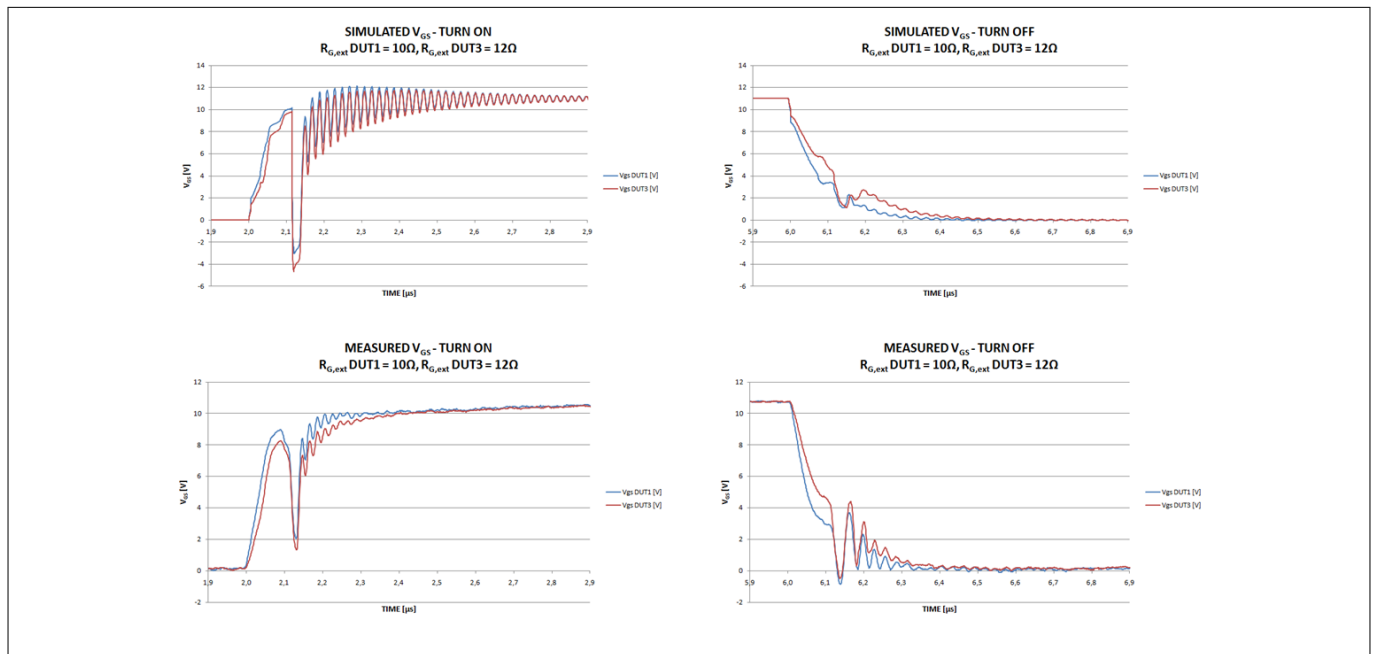 SIMULATED VGS - TURN ON
RG,ext DUT1 = 10Ω, RG,ext DUT3 = 12Ω
14
12
10
8
6
4
2
0
-2
-4
-6
VGS [V]
1,9 2,0 2,1 2,2 2,3 2,4 2,5 2,6 2,7 2,8 2,9
TIME [µs]
Vgs DUT1 [V]
Vgs DUT3 [V]
SIMULATED VGS - TURN OFF
RG,ext DUT1 = 10Ω, RG,ext DUT3 = 12Ω
14
12
10
8
6
4
2
0
-2
-4
-6
VGS [V]
5,9 6,0 6,1 6,2 6,3 6,4 6,5 6,6 6,7 6,8 6,9
TIME [µs]
Vgs DUT1 [V]
Vgs DUT3 [V]
MEASURED VGS - TURN ON
RG,ext DUT1 = 10Ω, RG,ext DUT3 = 12Ω
12
10
8
6
4
2
0
-2
VGS [V]
1,9 2,0 2,1 2,2 2,3 2,4 2,5 2,6 2,7 2,8 2,9
TIME [µs]
Vgs DUT1 [V]
Vgs DUT3 [V]
MEASURED VGS - TURN OFF
RG,ext DUT1 = 10Ω, RG,ext DUT3 = 12Ω
12
10
8
6
4
2
0
-2
VGS [V]
5,9 6,0 6,1 6,2 6,3 6,4 6,5 6,6 6,7 6,8 6,9
TIME [µs]
Vgs DUT1 [V]
Vgs DUT3 [V]